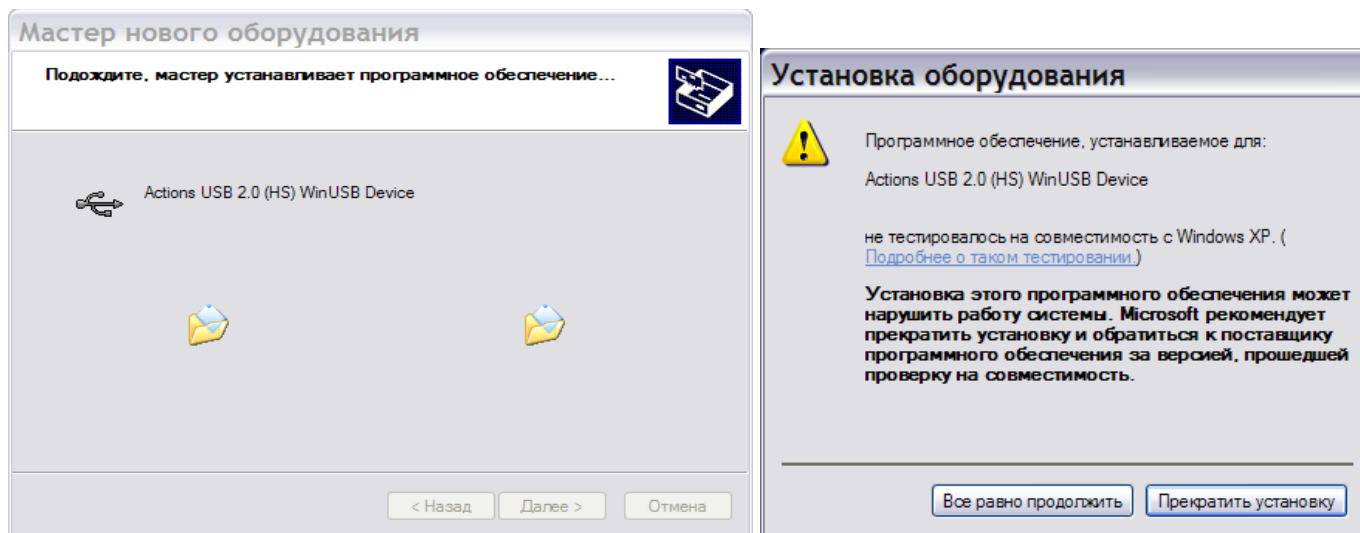 Мастер нового оборудования
Подождите, мастер устанавливает программное обеспечение...
Actions USB 2.0 (HS) WinUSB Device
< Назад
Далее >
Отмена
Установка оборудования
Программное обеспечение, устанавливаемое для:
Actions USB 2.0 (HS) WinUSB Device
не тестировалось на совместимость с Windows XP. (
Подробнее о таком тестировании.)
Установка этого программного обеспечения может
нарушить работу системы. Microsoft рекомендует
прекратить установку и обратиться к поставщику
программного обеспечения за версией, прошедшей
проверку на совместимость.
Все равно продолжить
Прекратить установку